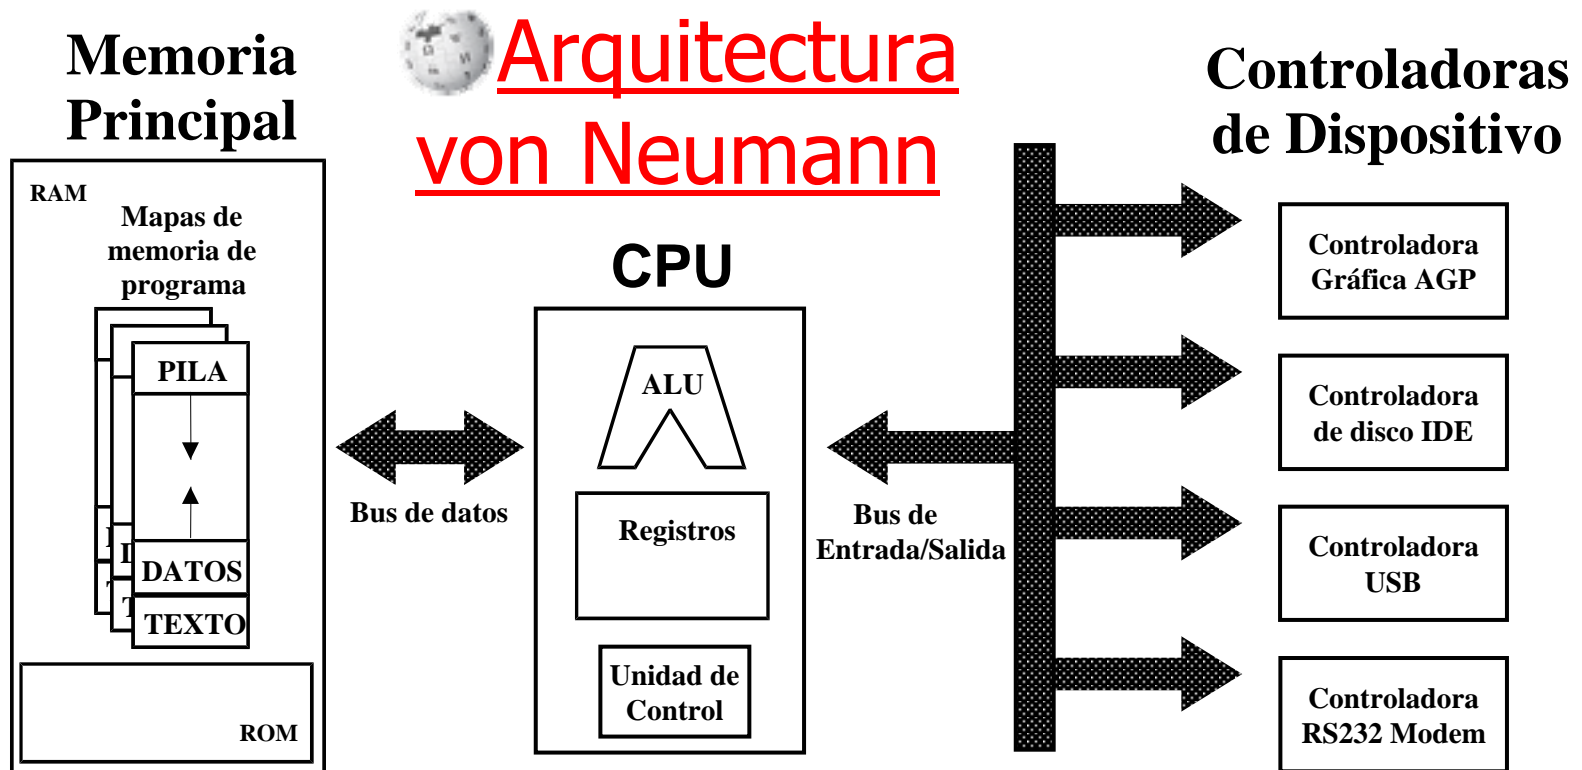 Memoria
Principal
Arquitectura
von Neumann
Controladoras
de Dispositivo
RAM
Mapas de
memoria de
programa
PILA
DATOS
TEXTO
ROM
Bus de datos
CPU
ALU
Registros
Unidad de
Control
Bus de
Entrada/Salida
Controladora
Gráfica AGP
Controladora
de disco IDE
Controladora
USB
Controladora
RS232 Modem